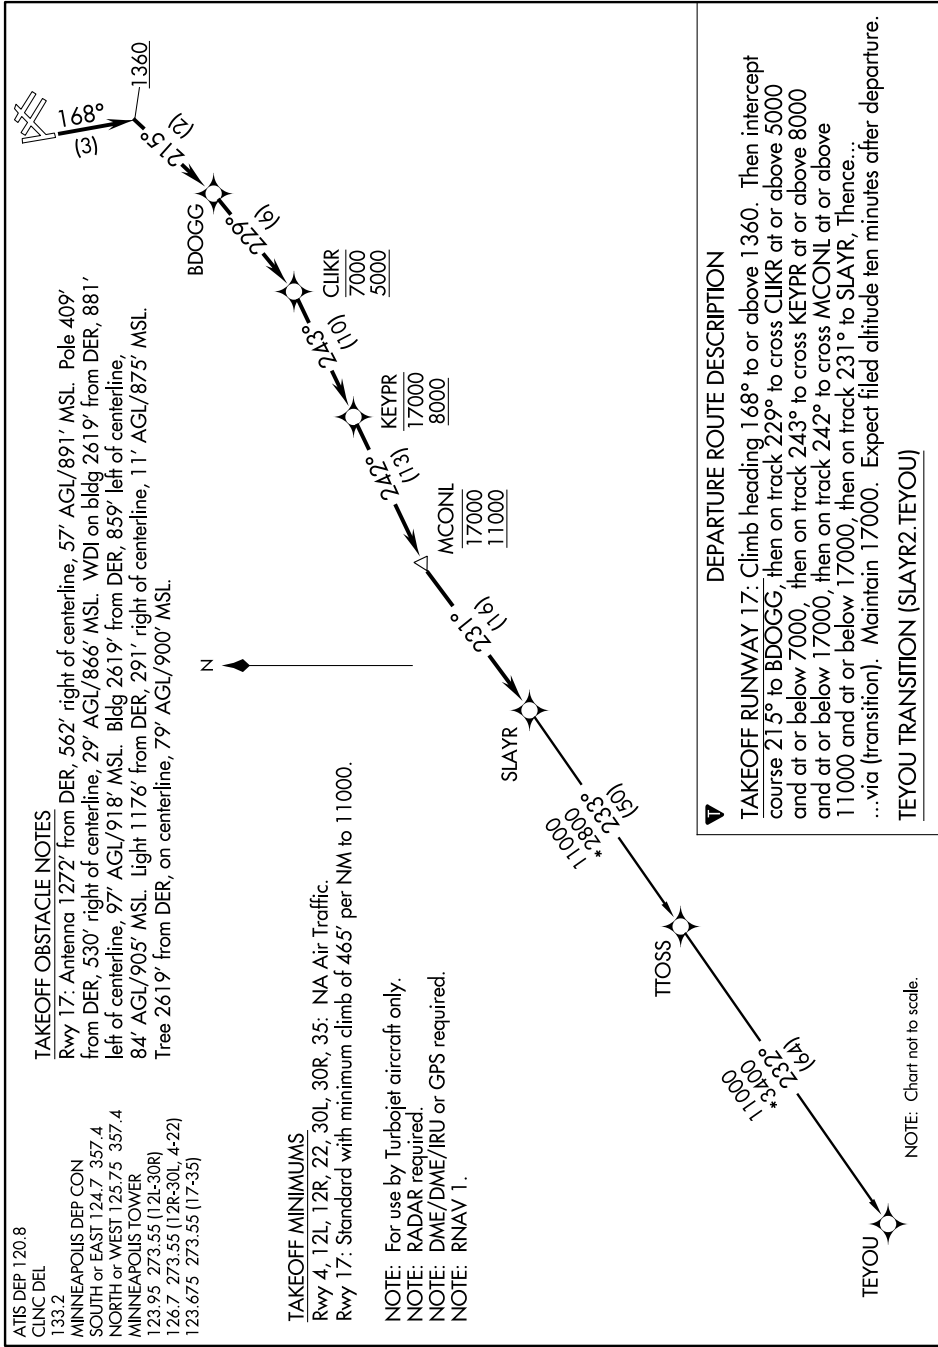 ATIS DEP 120.8
CLNC DEL
133.2
MINNEAPOLIS DEP CON
SOUTH or EAST 124.7 357.4
NORTH or WEST 125.75 357.4
MINNEAPOLIS TOWER
123.95 273.55 (12L-30R)
126.7 273.55 (12R-30L, 4-22)
123.675 273.55 (17-35)
TAKEOFF OBSTACLE NOTES
Rwy 17: Antenna 1272' from DER, 562' right of centerline, 57' AGL/891' MSL. Pole 409'
from DER, 530' right of centerline, 29' AGL/866' MSL. WDI on bldg 2619' from DER, 881'
left of centerline, 97' AGL/918' MSL. Bldg 2619' from DER, 859' left of centerline,
84' AGL/905' MSL. Light 1176' from DER, 291' right of centerline, 11' AGL/875' MSL.
Tree 2619' from DER, on centerline, 79' AGL/900' MSL.
TAKEOFF MINIMUMS
Rwy 4, 12L, 12R, 22, 30L, 30R, 35: NA Air Traffic.
Rwy 17: Standard with minimum climb of 465' per NM to 11000.
NOTE: For use by Turbojet aircraft only.
NOTE: RADAR required.
NOTE: DME/DME/IRU or GPS required.
NOTE: RNAV 1.
168°
(3)
1360
215°
(2)
BDOGG
229°
(6)
CLIKR
7000
5000
243°
(10)
KEYPR
17000
8000
242°
(13)
MCONL
17000
11000
231°
(16)
N
SLAYR
11000
*2800
233°
(50)
TTOSS
11000
*3400
232°
(64)
TEYOU
NOTE: Chart not to scale.
T
DEPARTURE ROUTE DESCRIPTION
TAKEOFF RUNWAY 17: Climb heading 168° to or above 1360. Then intercept
course 215° to BDOGG, then on track 229° to cross CLIKR at or above 5000
and at or below 7000, then on track 243° to cross KEYPR at or above 8000
and at or below 17000, then on track 242° to cross MCONL at or above
11000 and at or below 17000, then on track 231° to SLAYR, Thence...
...via (transition). Maintain 17000. Expect filed altitude ten minutes after departure.
TEYOU TRANSITION (SLAYR2.TEYOU)